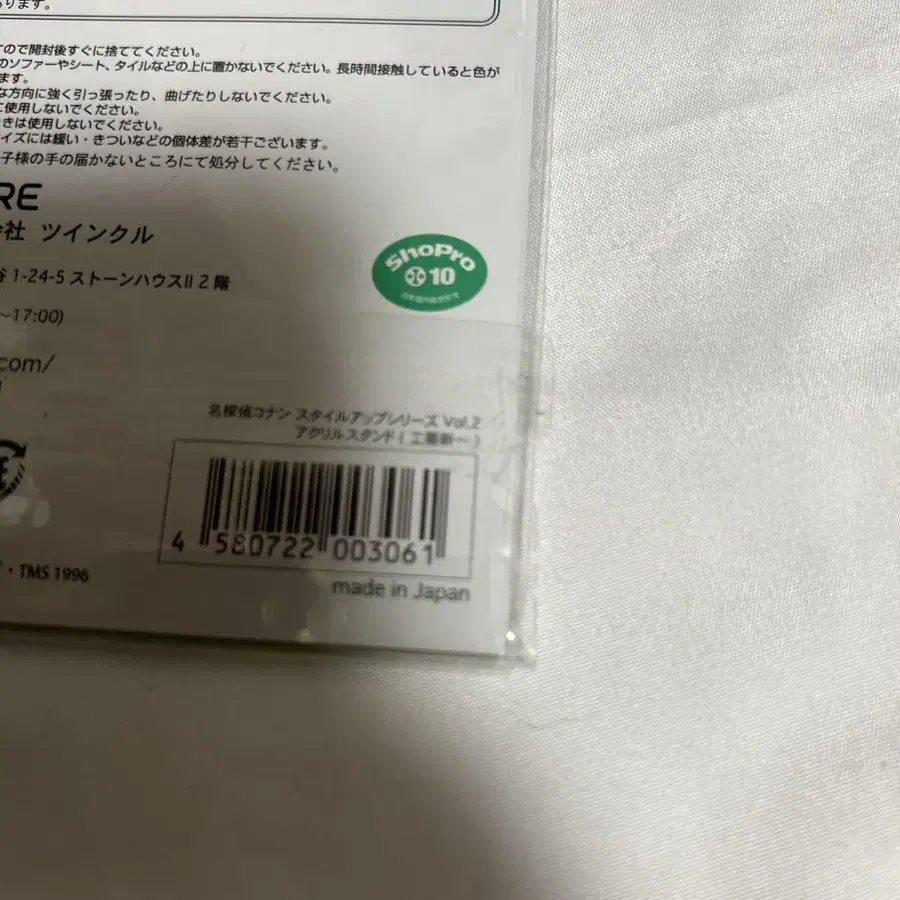 ります。
すので開封後すぐに捨ててください。
のソファーやシート、タイルなどの上に置かないでください。長時間接触していると色が
ます。
な方向に強く引っ張ったり、曲げたりしないでください。
に使用しないでください。
きは使用しないでください。
イズには緩い・きついなどの個体差が若干ございます。
子様の手の届かないところにて処分してください。
RE
会社 ツインクル
谷 1-24-5 ストーンハウスII 2 階
～17:00)
com/
ShoPro
10
名探偵コナン スタイルアップシリーズ Vol.2
アクリルスタンド ( 工藤新一 )
4 580722 003061
・TMS 1996
made in Japan